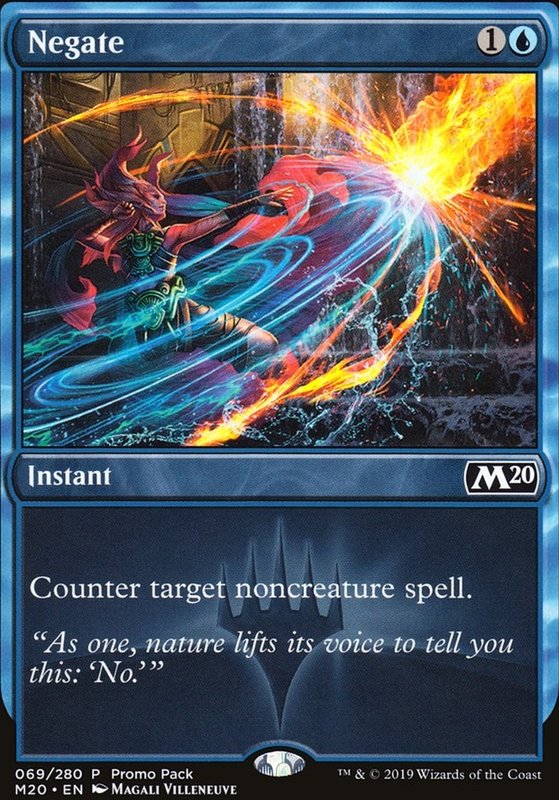 Negate 1
Instant M20
Counter target noncreature spell.
“As one, nature lifts its voice to tell you
this: ‘No.’”
069/280 P Promo Pack
M20 • EN Magali Villeneuve
™ & © 2019 Wizards of the Coast